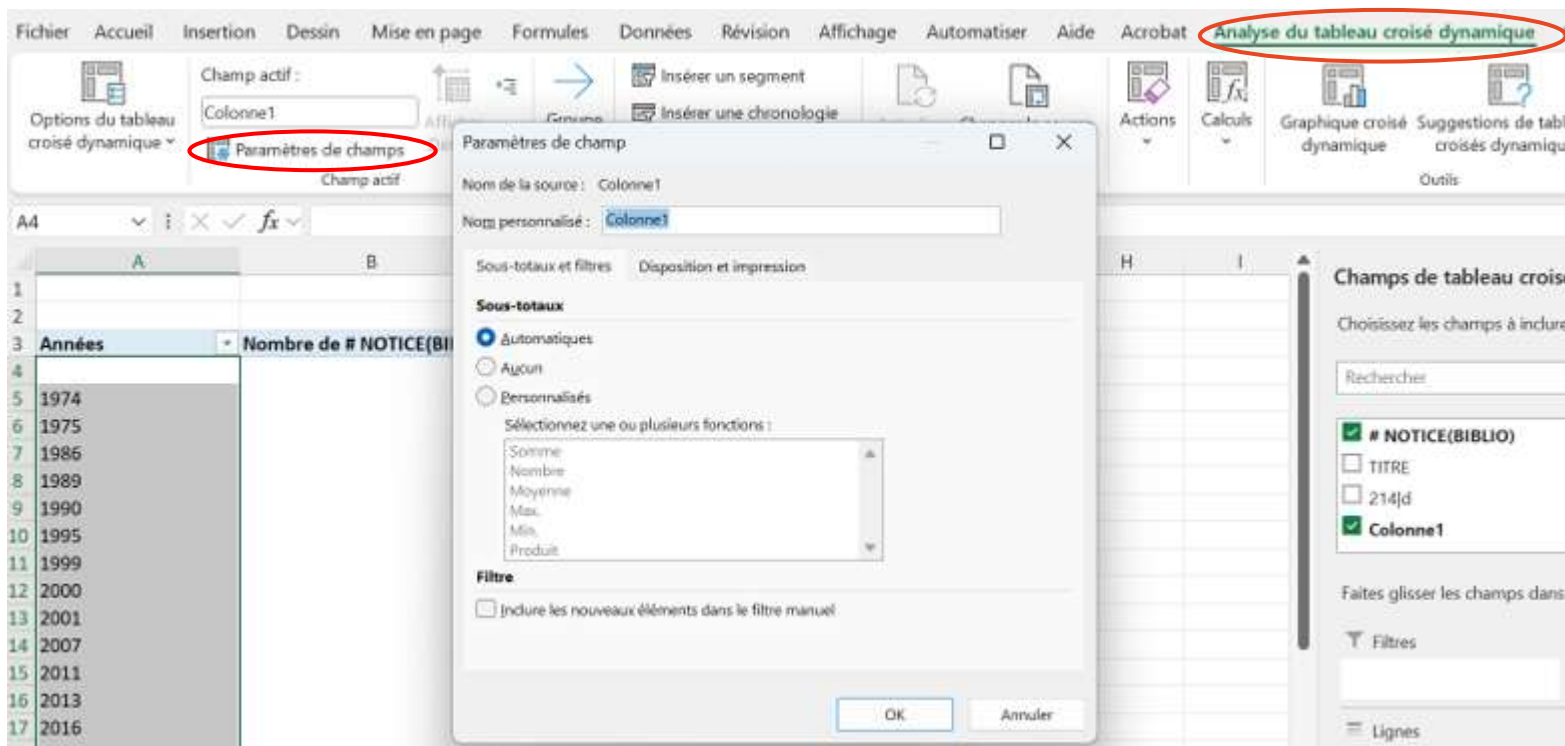 Fichier Accueil Insertion Dessin Mise en page Formules Données Révision Affichage Automatiser Aide Acrobat Analyse du tableau croisé dynamique
Options du tableau croisé dynamique
Champ actif :
Colonne1
Paramètres de champs
Champ actif
Groupe
Insérer un segment
Insérer une chronologie
Actions
Calculs
Graphique croisé dynamique
Suggestions de tabl
croisés dynamiqu
Outils
A4
fx
A B H I
1
2
3 Années Nombre de # NOTICE(BI
4
5 1974
6 1975
7 1986
8 1989
9 1990
10 1995
11 1999
12 2000
13 2001
14 2007
15 2011
16 2013
17 2016
Paramètres de champ
Nom de la source : Colonne1
Nom personnalisé : Colonne1
Sous-totaux et filtres Disposition et impression
Sous-totaux
Automatiques
Aucun
Personnalisés
Sélectionnez une ou plusieurs fonctions :
Somme
Nombre
Moyenne
Max.
Min.
Produit
Filtre
Inclure les nouveaux éléments dans le filtre manuel
OK Annuler
Champs de tableau crois
Choisissez les champs à inclure
Rechercher
# NOTICE(BIBLIO)
TITRE
214|d
Colonne1
Faites glisser les champs dans
Filtres
Lignes